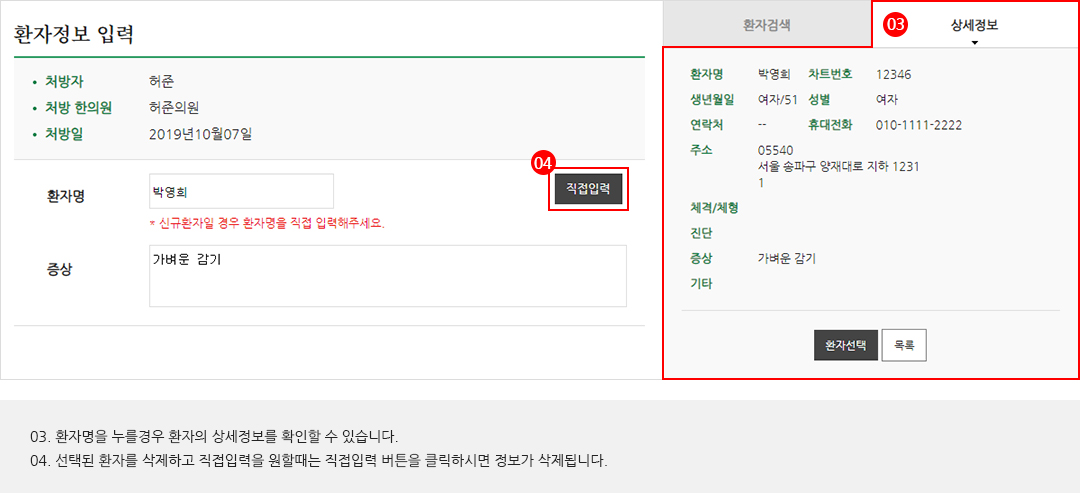 환자정보 입력
• 처방자 허준
• 처방 한의원 허준의원
• 처방일 2019년10월07일
환자명 박영희
04
직접입력
* 신규환자일 경우 환자명을 직접 입력해주세요.
증상 가벼운 감기
환자검색
03 상세정보
환자명 박영희 차트번호 12346
생년월일 여자/51 성별 여자
연락처 -- 휴대전화 010-1111-2222
주소 05540
서울 송파구 양재대로 지하 1231
1
체격/체형
진단
증상 가벼운 감기
기타
환자선택 목록
03. 환자명을 누를경우 환자의 상세정보를 확인할 수 있습니다.
04. 선택된 환자를 삭제하고 직접입력을 원할때는 직접입력 버튼을 클릭하시면 정보가 삭제됩니다.